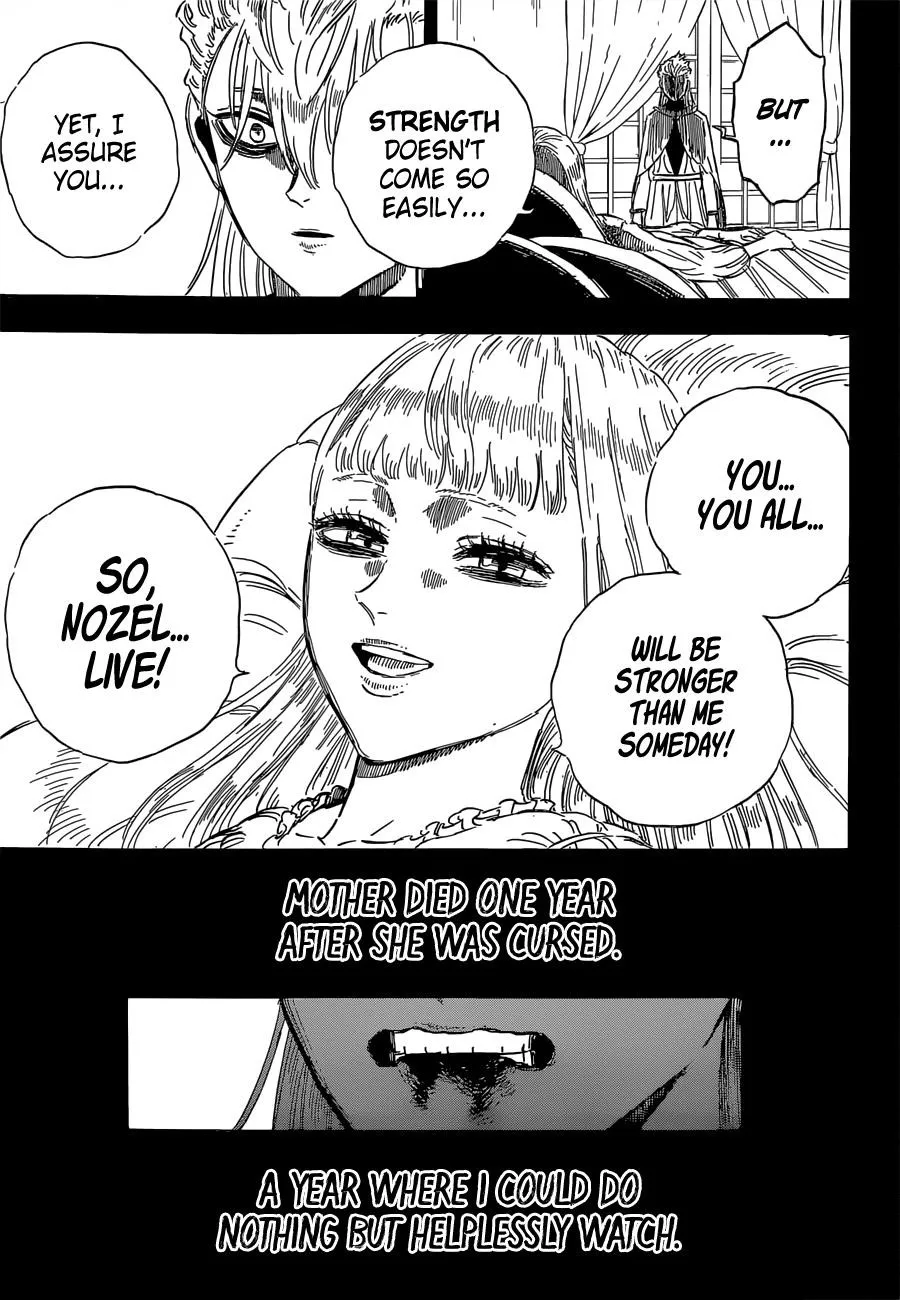 BUT
...
STRENGTH
DOESN'T
COME SO
EASILY...
YET, I
ASSURE
YOU...
YOU...
YOU ALL...
WILL BE
STRONGER
THAN ME
SOMEDAY!
SO,
NOZEL...
LIVE!
MOTHER DIED ONE YEAR
AFTER SHE WAS CURSED.
A YEAR WHERE I COULD DO
NOTHING BUT HELPLESSLY WATCH.